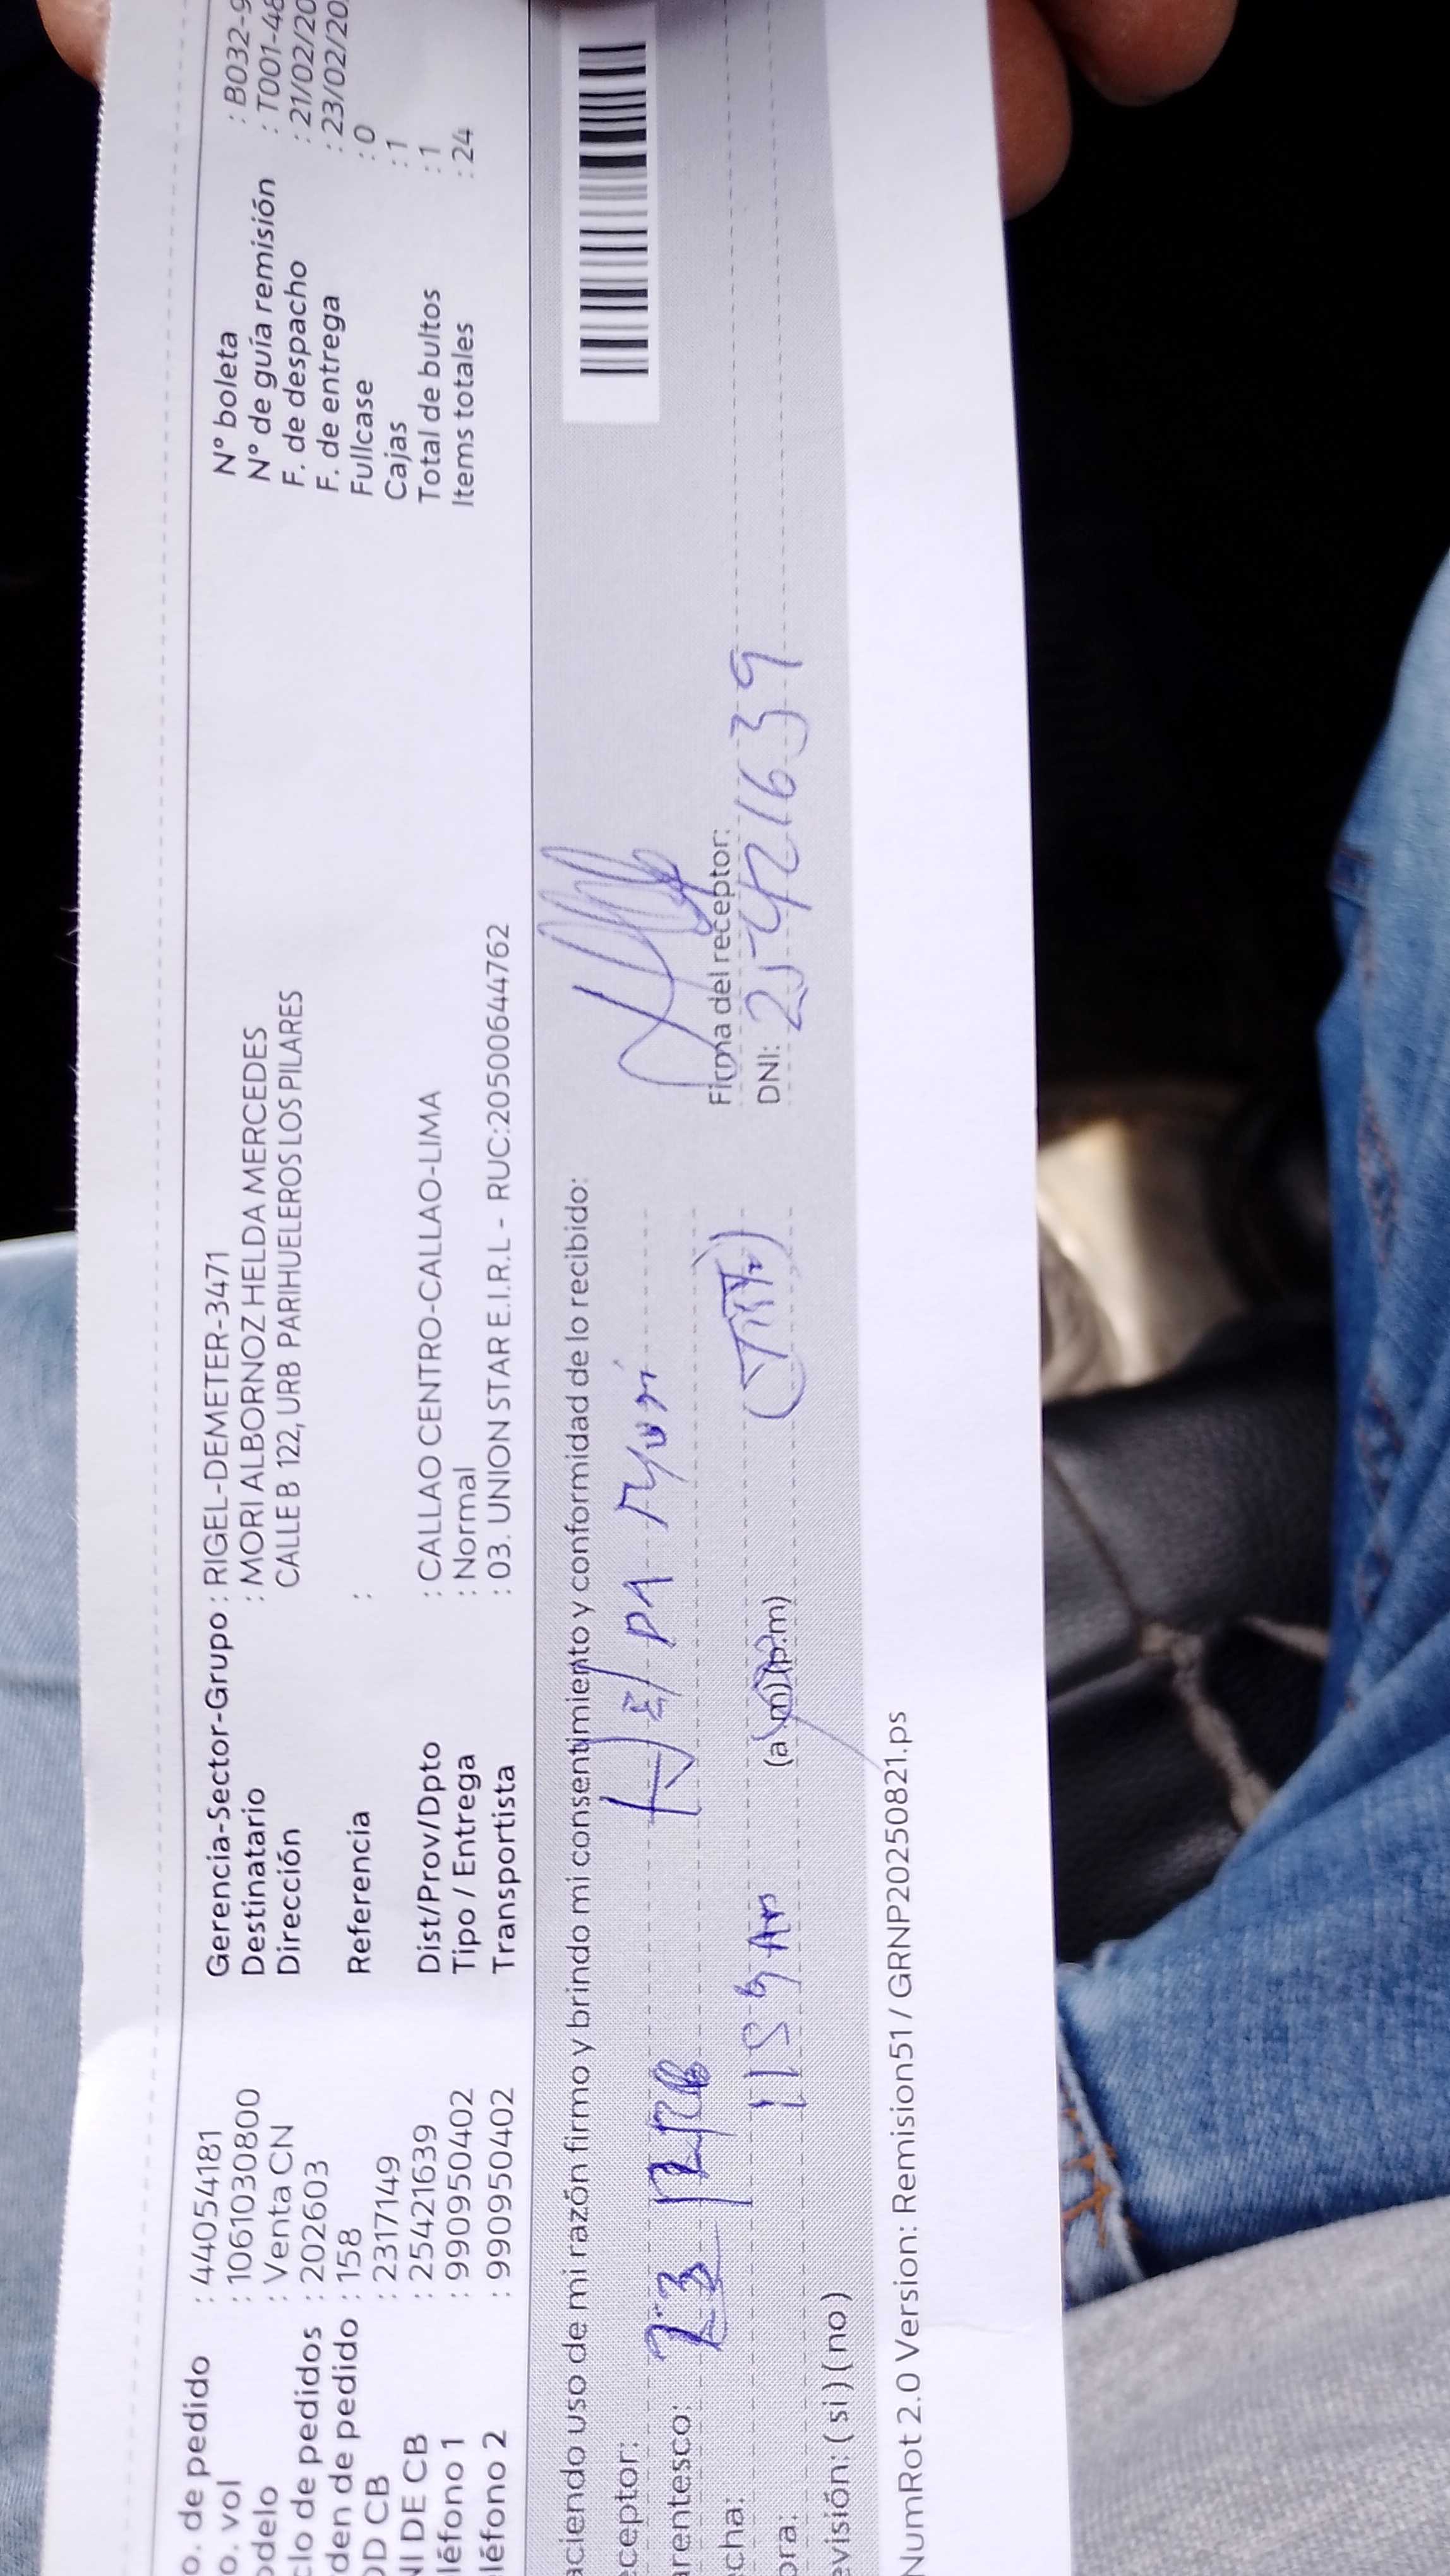 o. de pedido : 44054181
o. vol : 1061030800
odelo : Venta CN
clo de pedidos : 202603
den de pedido : 158
OD CB : 2317149
NI DE CB : 25421639
léfono 1 : 990950402
léfono 2 : 990950402
Gerencia-Sector-Grupo : RIGEL-DEMETER-3471
Destinatario : MORI ALBORNOZ HELDA MERCEDES
Dirección CALLE B 122, URB PARIHUELEROS LOS PILARES
Referencia :
Dist/Prov/Dpto : CALLAO CENTRO-CALLAO-LIMA
Tipo / Entrega : Normal
Transportista : 03. UNION STAR E.I.R.L - RUC:20500644762
N° boleta : B032-9
N° de guía remisión : T001-48
F. de despacho : 21/02/20
F. de entrega : 23/02/20
Fullcase : 0
Cajas : 1
Total de bultos : 1
Items totales : 24
aciendo uso de mi razón firmo y brindo mi consentimiento y conformidad de lo recibido:
eceptor: Mori
arentesco:
echa: 23
ora: (a.m)(p.m)
evisión: ( si ) ( no )
Firma del receptor:
DNI: 25421639
NumRot 2.0 Version: Remision51 / GRNP20250821.ps